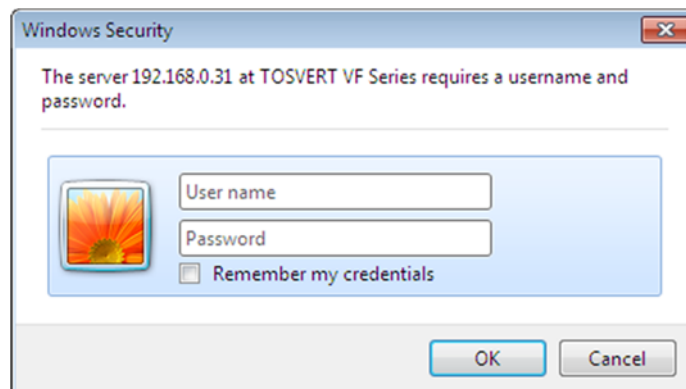 Windows Security
The server 192.168.0.31 at TOSVERT VF Series requires a username and
password.
User name
Password
Remember my credentials
OK
Cancel